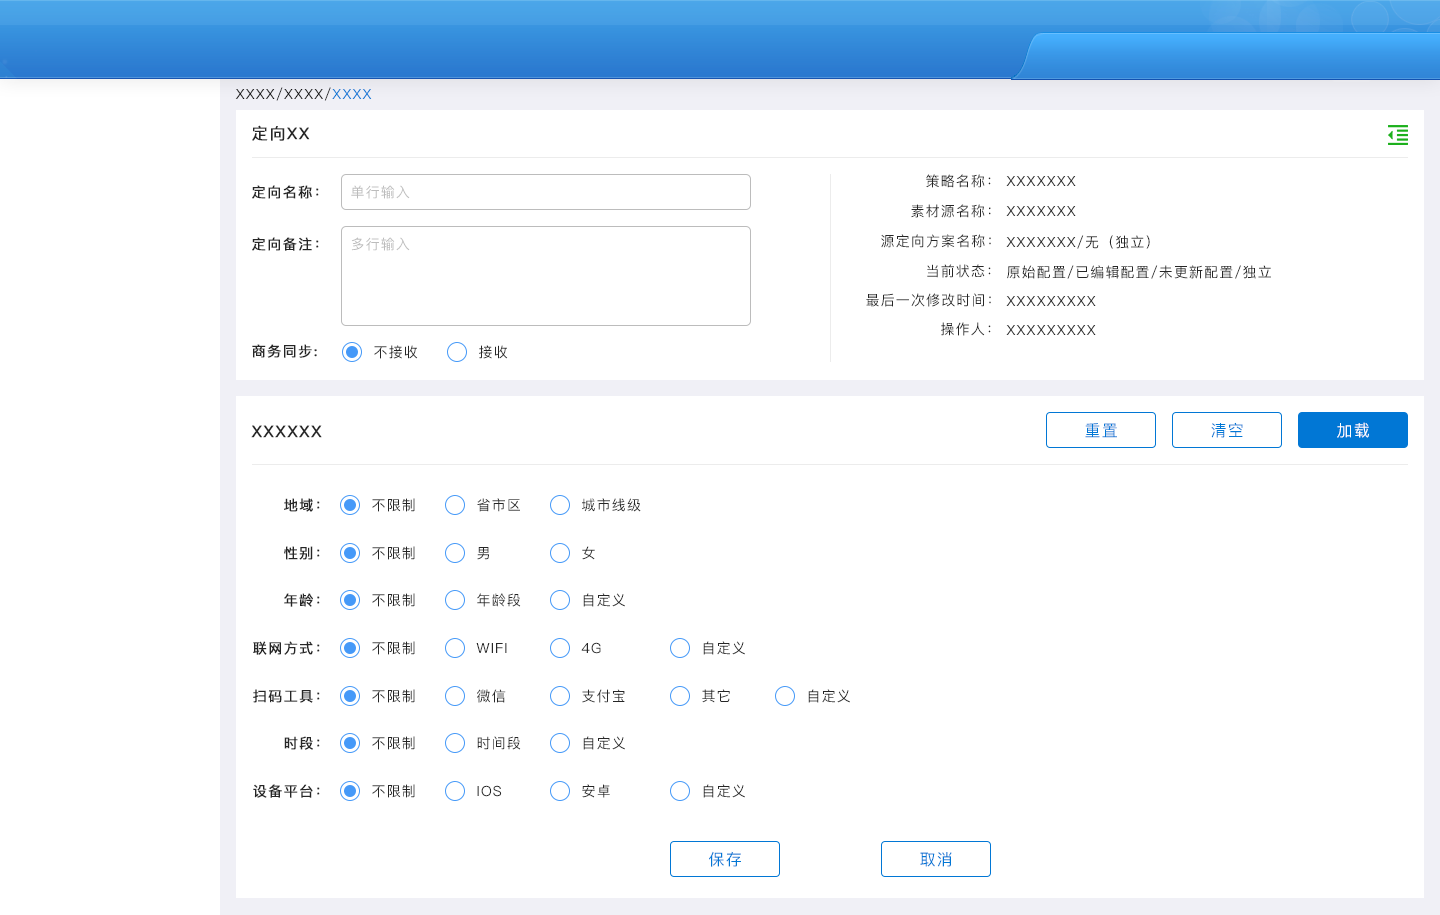 XXXX/XXXX/XXXX
定向XX
定向名称： 单行输入
定向备注： 多行输入
商务同步： 不接收 接收
策略名称： XXXXXXX
素材源名称： XXXXXXX
源定向方案名称： XXXXXXX/无（独立）
当前状态： 原始配置/已编辑配置/未更新配置/独立
最后一次修改时间： XXXXXXXXX
操作人： XXXXXXXXX
XXXXXX 重置 清空 加载
地域： 不限制 省市区 城市线级
性别： 不限制 男 女
年龄： 不限制 年龄段 自定义
联网方式： 不限制 WIFI 4G 自定义
扫码工具： 不限制 微信 支付宝 其它 自定义
时段： 不限制 时间段 自定义
设备平台： 不限制 IOS 安卓 自定义
保存 取消